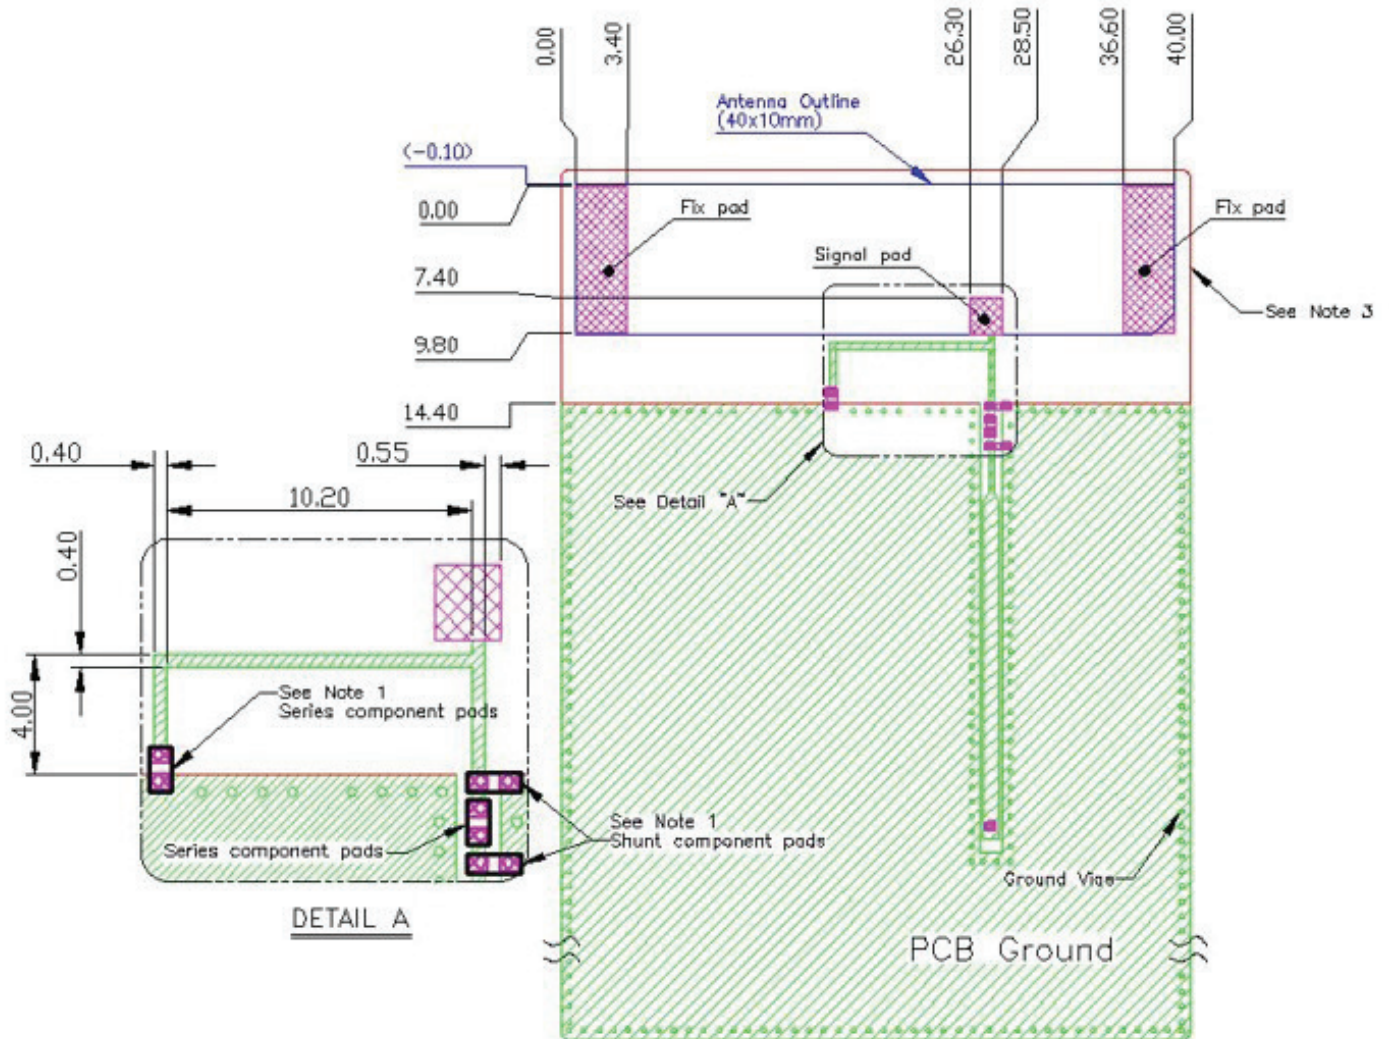 0.00
3.40
26.30
28.50
36.60
40.00
Antenna Outline
(40x10mm)
(-0.10)
0.00
Fix pad
Fix pad
Signal pad
7.40
See Note 3
9.80
14.40
0.40
0.55
10.20
See Detail "A"
0.40
4.00
See Note 1
Series component pads
See Note 1
Shunt component pads
Series component pads
Ground Vias
DETAIL A
PCB Ground